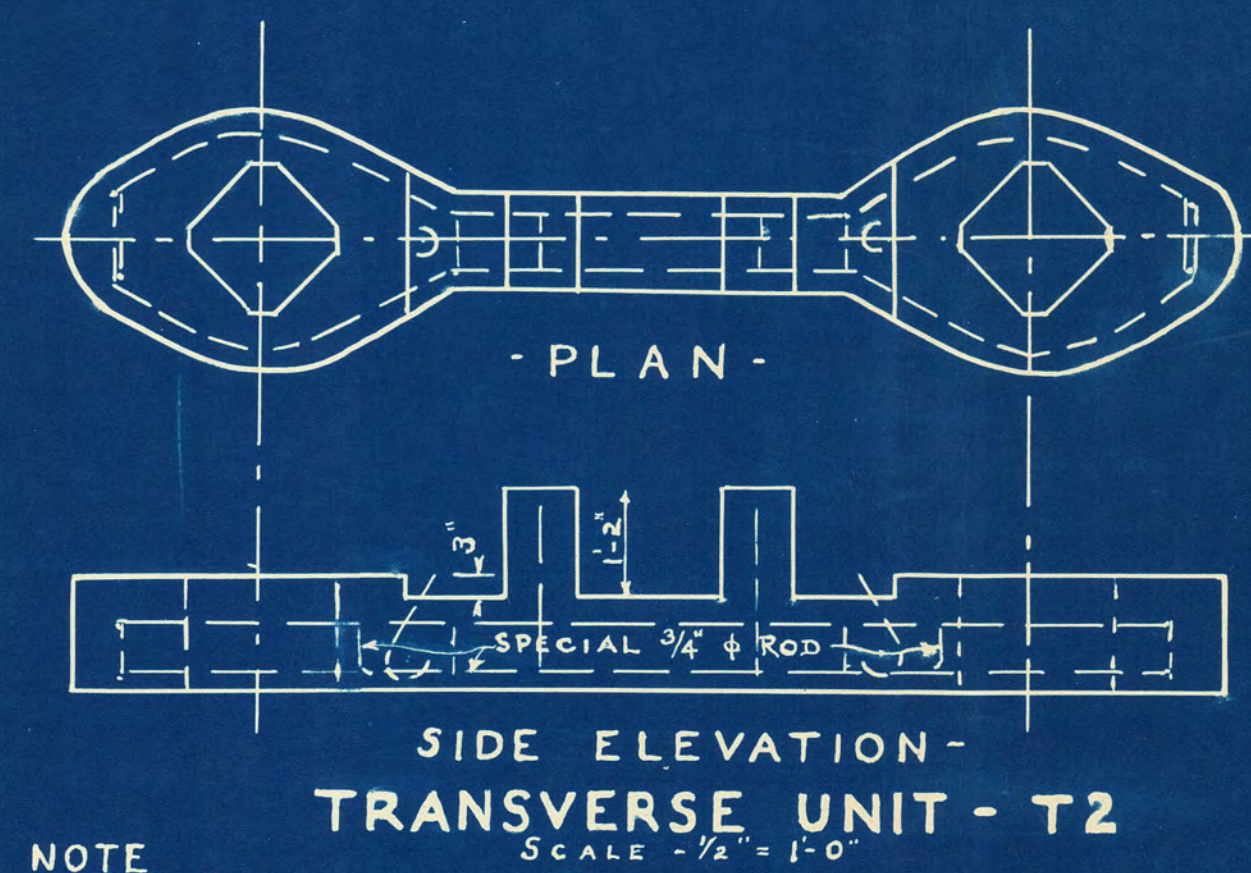 - PLAN -
3"
1'-2"
SPECIAL 3/4" ϕ ROD
SIDE ELEVATION -
TRANSVERSE UNIT - T2
SCALE - 1/2" = 1'-0"
NOTE